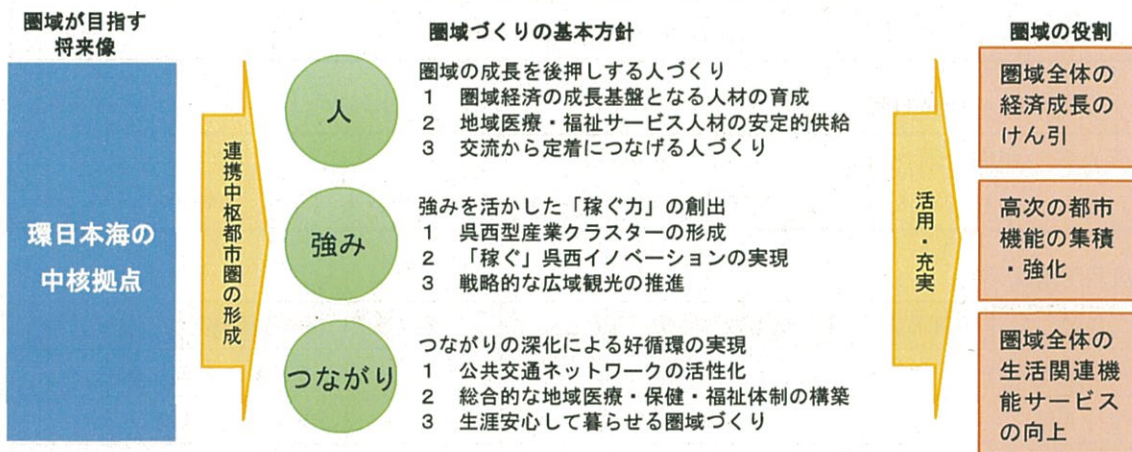 圏域が目指す
将来像
環日本海の
中核拠点
連携中枢都市圏の形成
圏域づくりの基本方針
人
圏域の成長を後押しする人づくり
1 圏域経済の成長基盤となる人材の育成
2 地域医療・福祉サービス人材の安定的供給
3 交流から定着につなげる人づくり
強み
強みを活かした「稼ぐ力」の創出
1 呉西型産業クラスターの形成
2 「稼ぐ」呉西イノベーションの実現
3 戦略的な広域観光の推進
つながり
つながりの深化による好循環の実現
1 公共交通ネットワークの活性化
2 総合的な地域医療・保健・福祉体制の構築
3 生涯安心して暮らせる圏域づくり
活用・充実
圏域の役割
圏域全体の
経済成長の
けん引
高次の都市
機能の集積
・強化
圏域全体の
生活関連機
能サービス
の向上